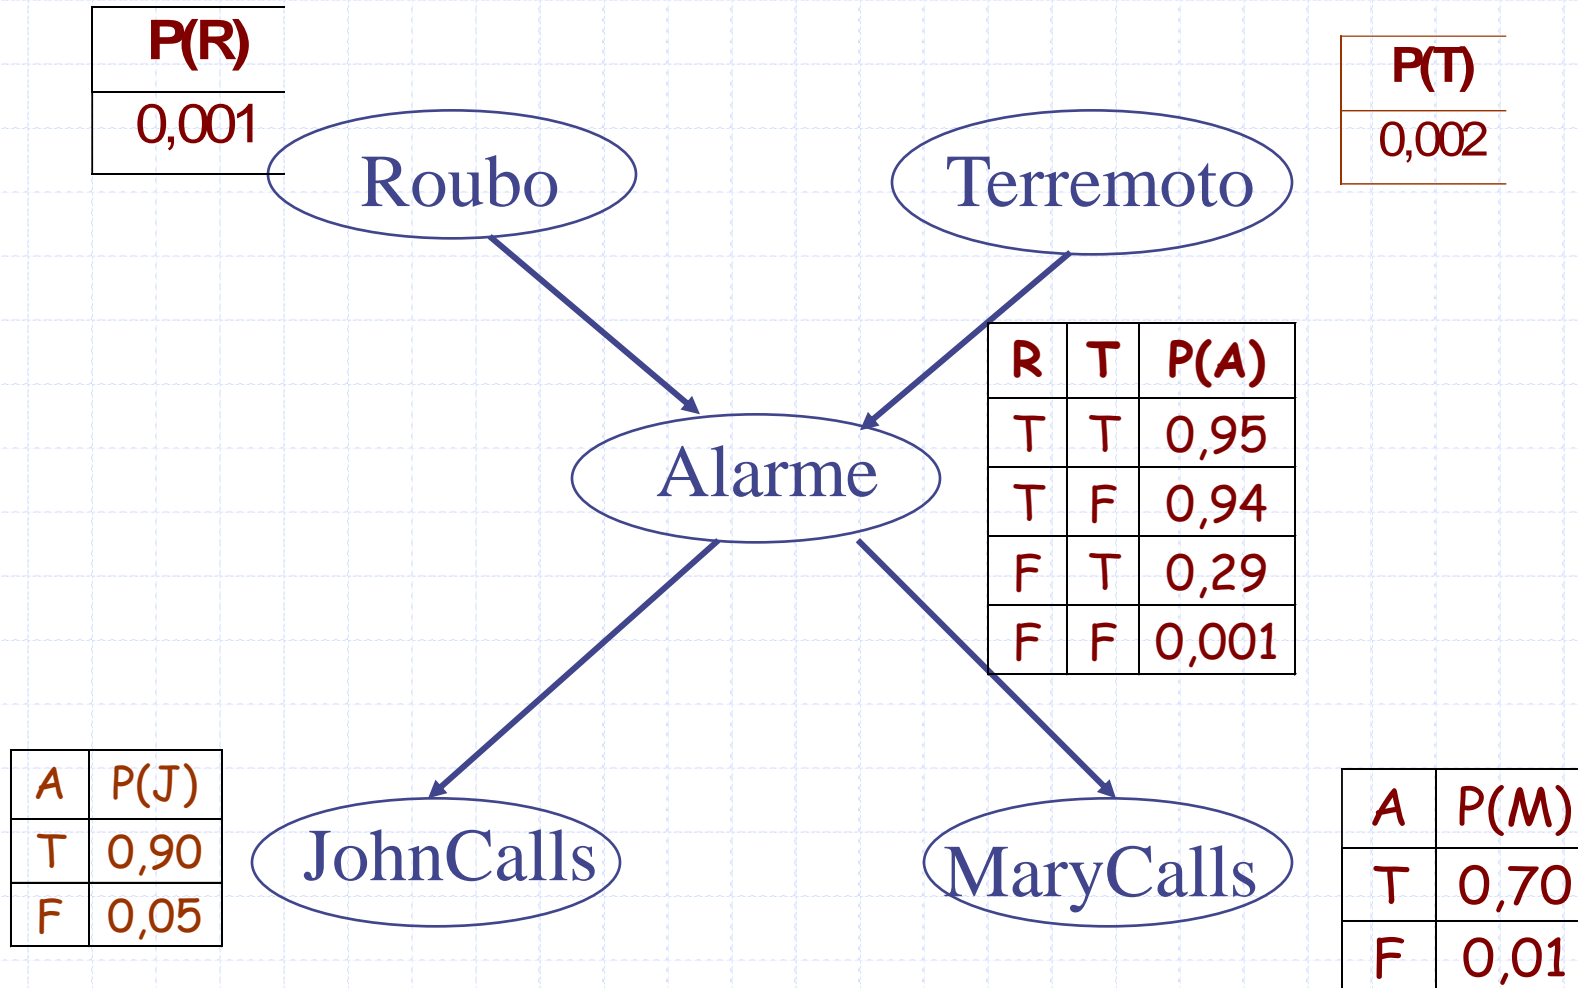 P(R)
0,001
P(T)
0,002
Roubo
Terremoto
R T P(A)
T T 0,95
T F 0,94
F T 0,29
F F 0,001
Alarme
A P(J)
T 0,90
F 0,05
JohnCalls
MaryCalls
A P(M)
T 0,70
F 0,01